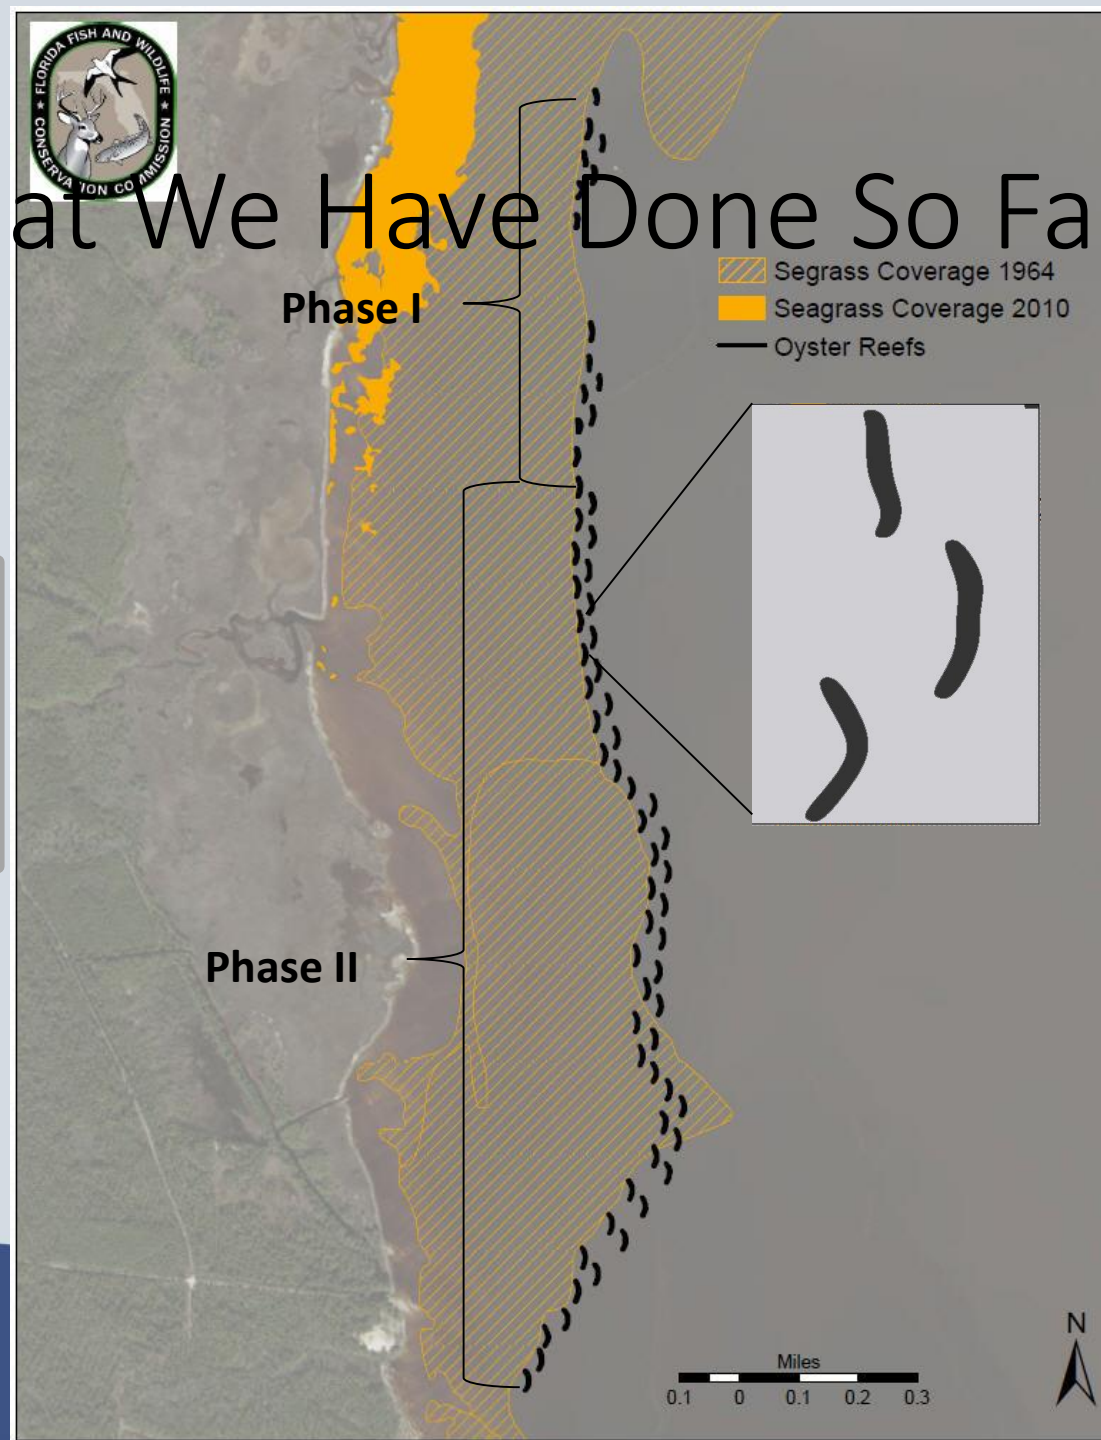 FLORIDA FISH AND WILDLIFE
CONSERVATION COMMISSION
at We Have Done So Fa
Segrass Coverage 1964
Seagrass Coverage 2010
Oyster Reefs
Phase I
Phase II
N
Miles
0.1 0 0.1 0.2 0.3